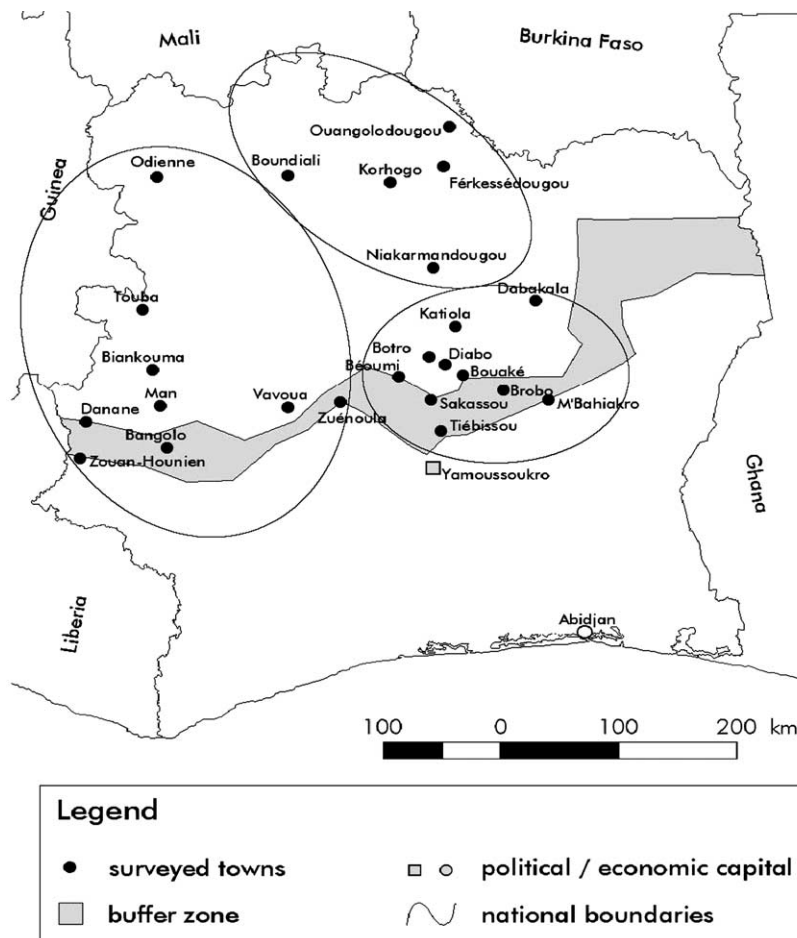 Mali
Burkina Faso
Guinea
Ouangolodougou
Odienne
Boundiali
Korhogo
Férkessédougou
Niakarmandougou
Dabakala
Touba
Katiola
Botro
Diabo
Biankouma
Béoumi
Bouaké
Man
Vavoua
Brobo
M'Bahiakro
Danane
Zuénoula
Sakassou
Bangolo
Tiébissou
Zouan-Hounien
Yamoussoukro
Ghana
Liberia
Abidjan
100 0 100 200 km
Legend
surveyed towns
political / economic capital
buffer zone
national boundaries